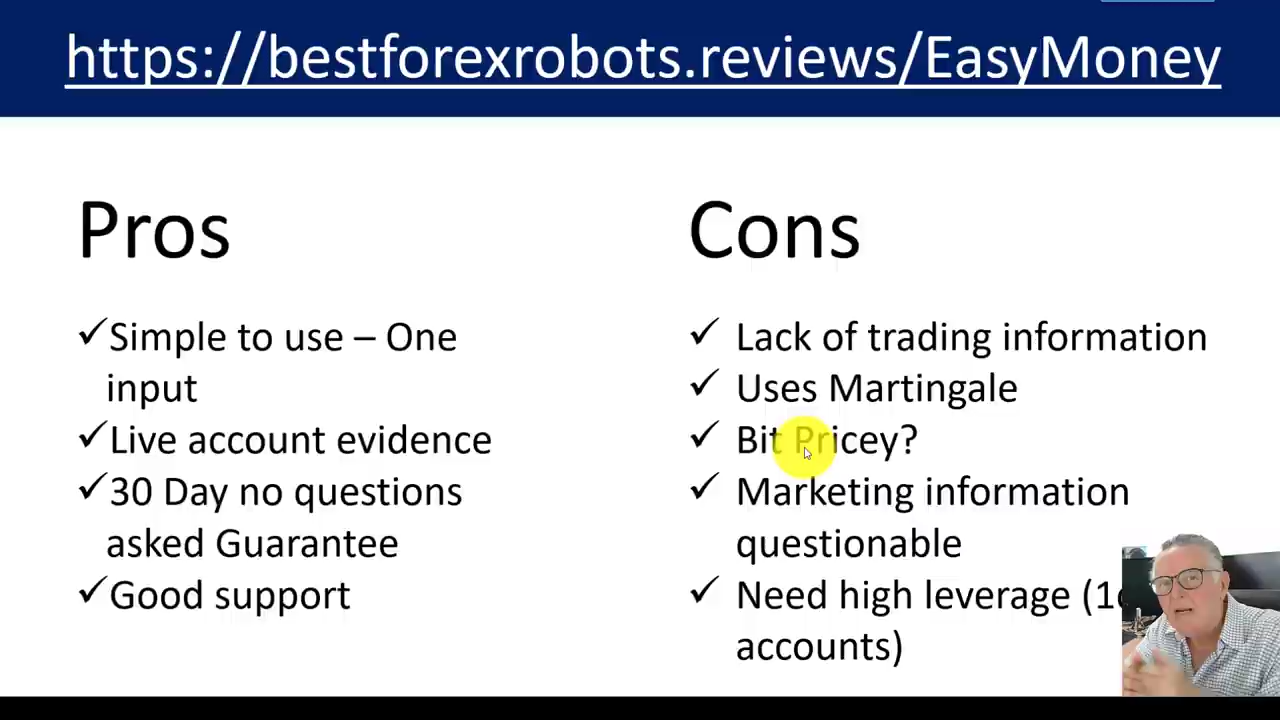 https://bestforexrobots.reviews/EasyMoney
Pros
Simple to use – One
input
Live account evidence
30 Day no questions
asked Guarantee
Good support
Cons
Lack of trading information
Uses Martingale
Bit Pricey?
Marketing information
questionable
Need high leverage
accounts)